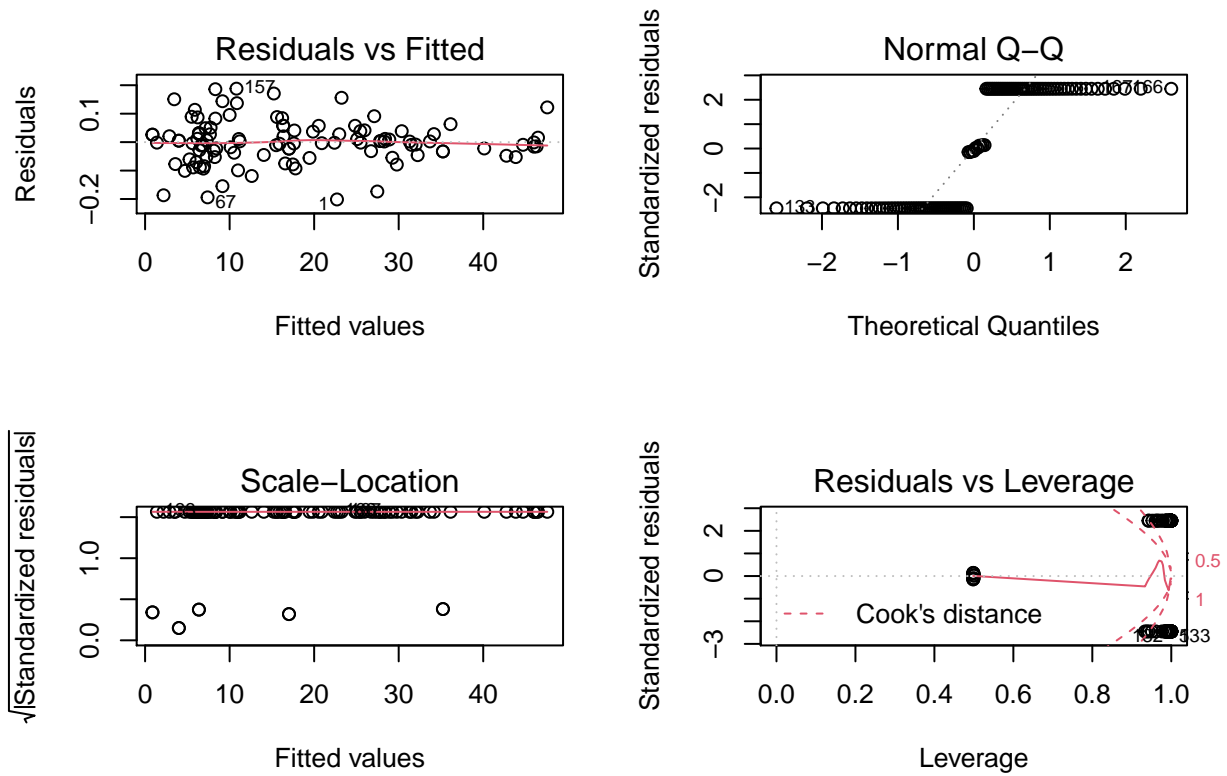 Residuals vs Fitted
Residuals
0.1
−0.2
157
67
1
0 10 20 30 40
Fitted values
Normal Q−Q
Standardized residuals
2
0
−2
166
133
−2 −1 0 1 2
Theoretical Quantiles
Scale−Location
√|Standardized residuals|
1.0
0.0
0 10 20 30 40
Fitted values
Residuals vs Leverage
Standardized residuals
2
0
−3
0.5
1
Cook's distance
0.0 0.2 0.4 0.6 0.8 1.0
Leverage